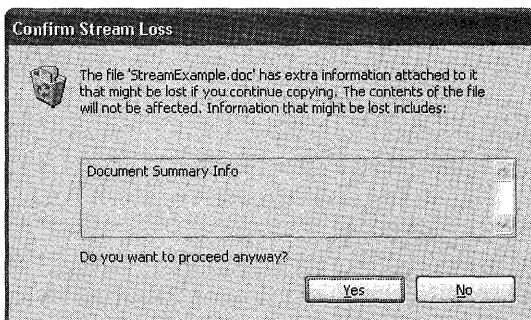 Confirm Stream Loss
The file 'StreamExample.doc' has extra information attached to it
that might be lost if you continue copying. The contents of the file
will not be affected. Information that might be lost includes:
Document Summary Info
Do you want to proceed anyway?
Yes
No